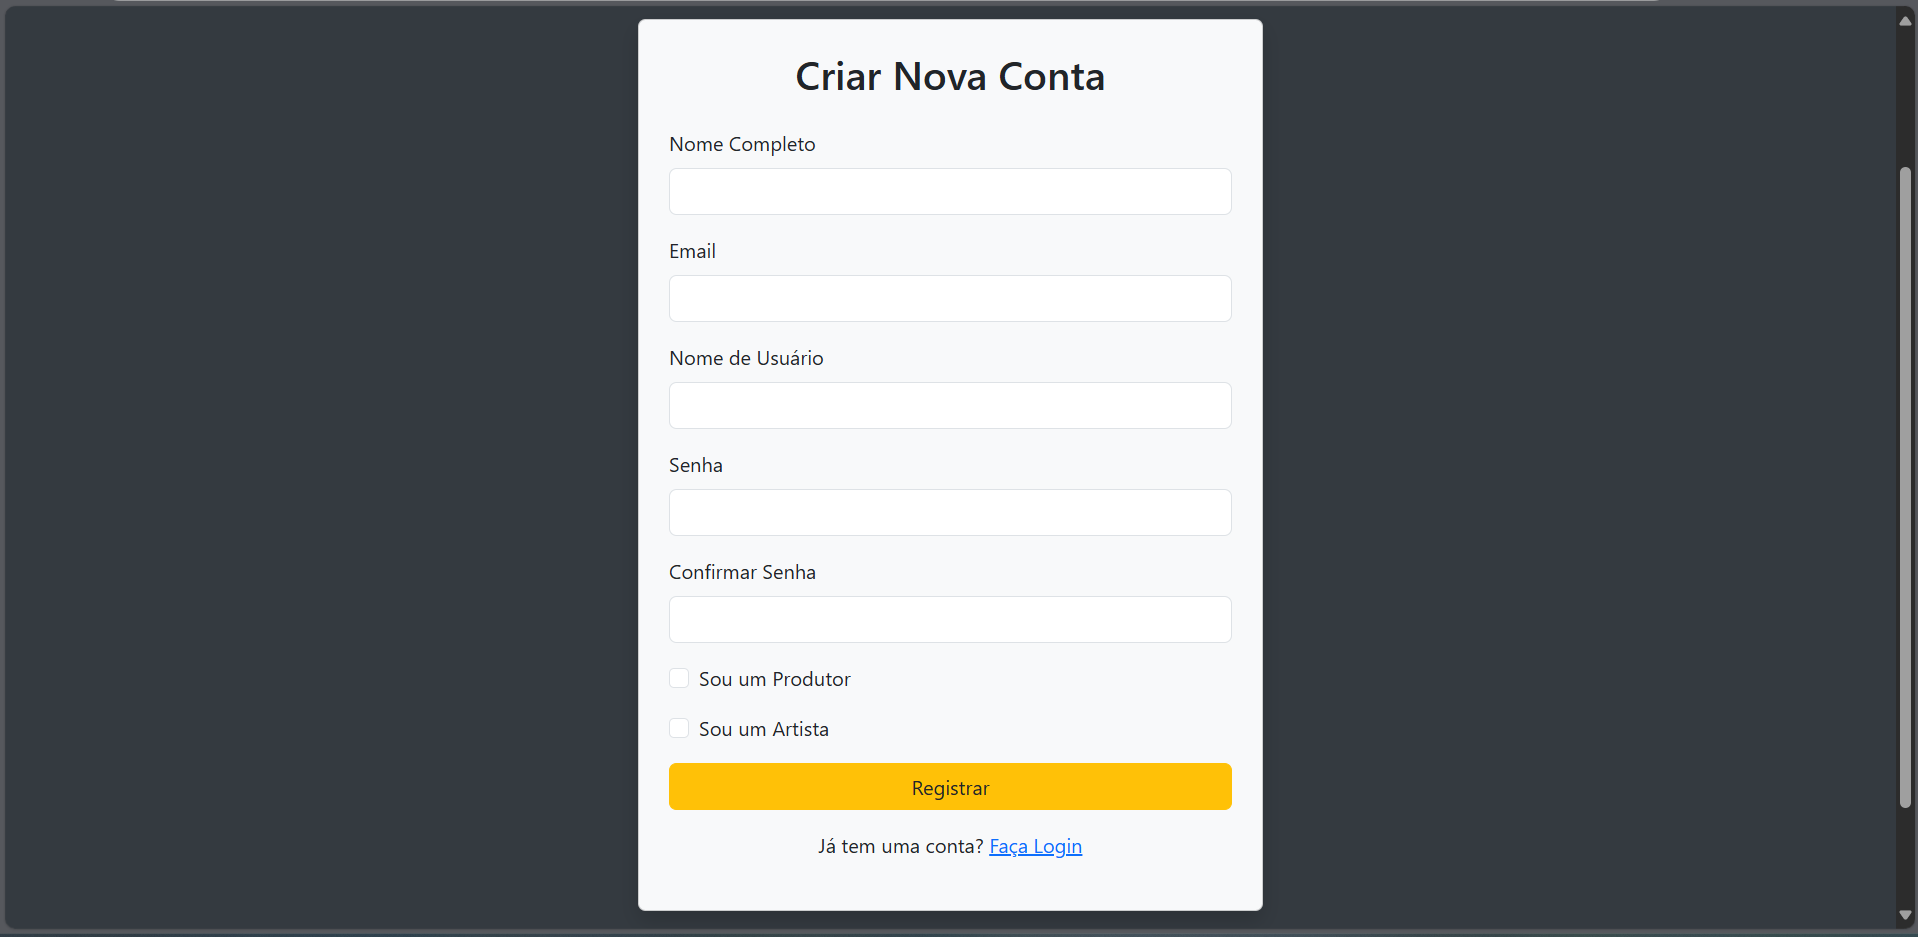 Criar Nova Conta
Nome Completo
Email
Nome de Usuário
Senha
Confirmar Senha
Sou um Produtor
Sou um Artista
Registrar
Já tem uma conta? Faça Login